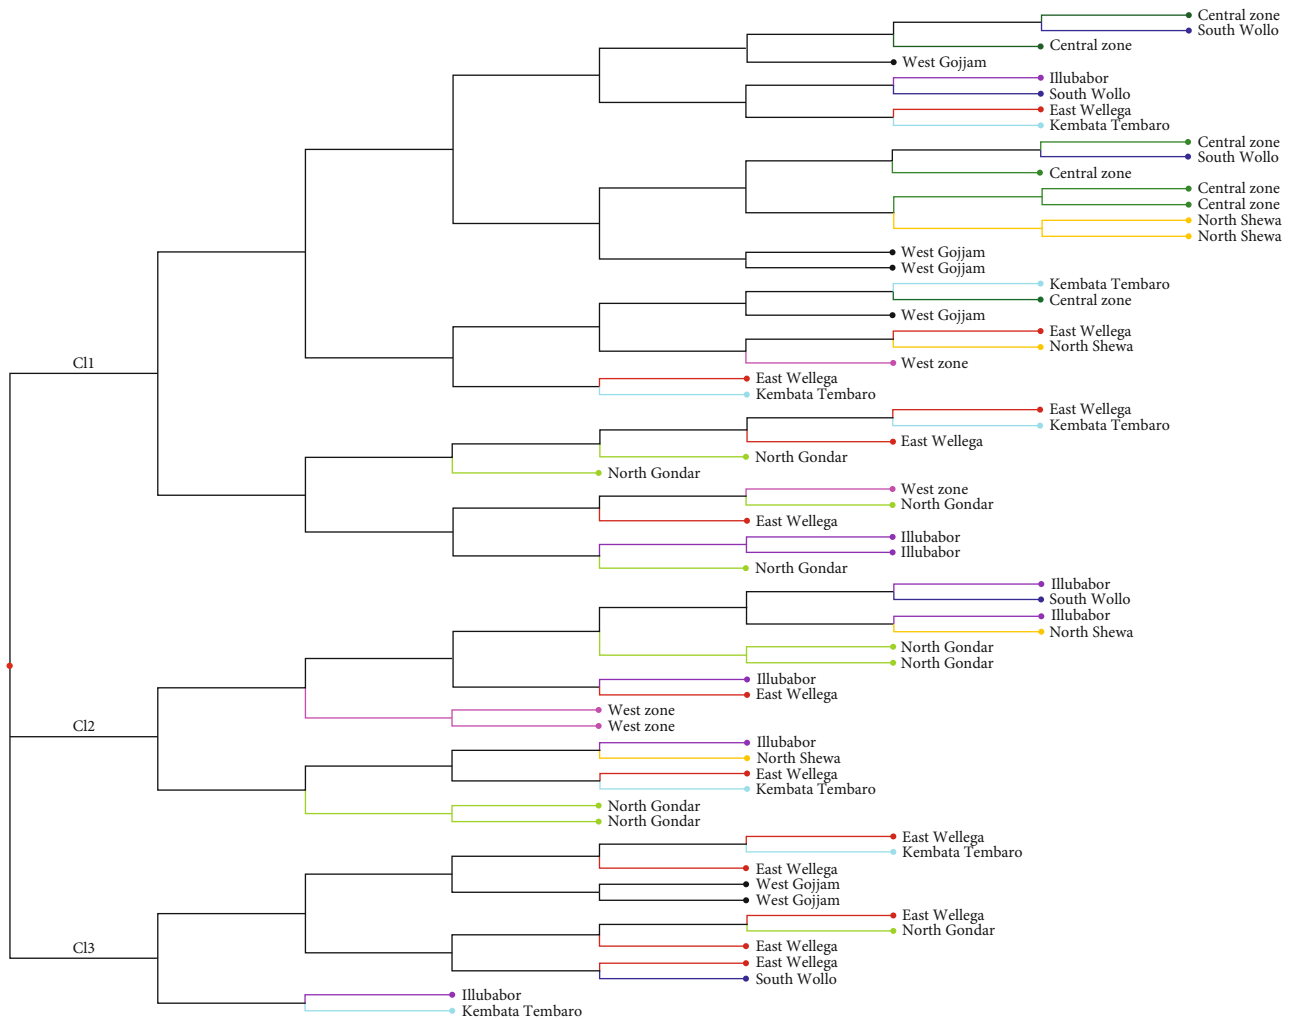 Central zone
South Wollo
Central zone
West Gojjam
Illubabor
South Wollo
East Wellega
Kembata Tembaro
Central zone
South Wollo
Central zone
Central zone
Central zone
North Shewa
North Shewa
West Gojjam
West Gojjam
Kembata Tembaro
Central zone
West Gojjam
East Wellega
North Shewa
West zone
Cl1
East Wellega
Kembata Tembaro
East Wellega
Kembata Tembaro
East Wellega
North Gondar
North Gondar
West zone
North Gondar
East Wellega
Illubabor
Illubabor
North Gondar
Illubabor
South Wollo
Illubabor
North Shewa
North Gondar
North Gondar
Illubabor
East Wellega
West zone
West zone
Cl2
Illubabor
North Shewa
East Wellega
Kembata Tembaro
North Gondar
North Gondar
East Wellega
Kembata Tembaro
East Wellega
West Gojjam
West Gojjam
East Wellega
North Gondar
Cl3
East Wellega
East Wellega
South Wollo
Illubabor
Kembata Tembaro